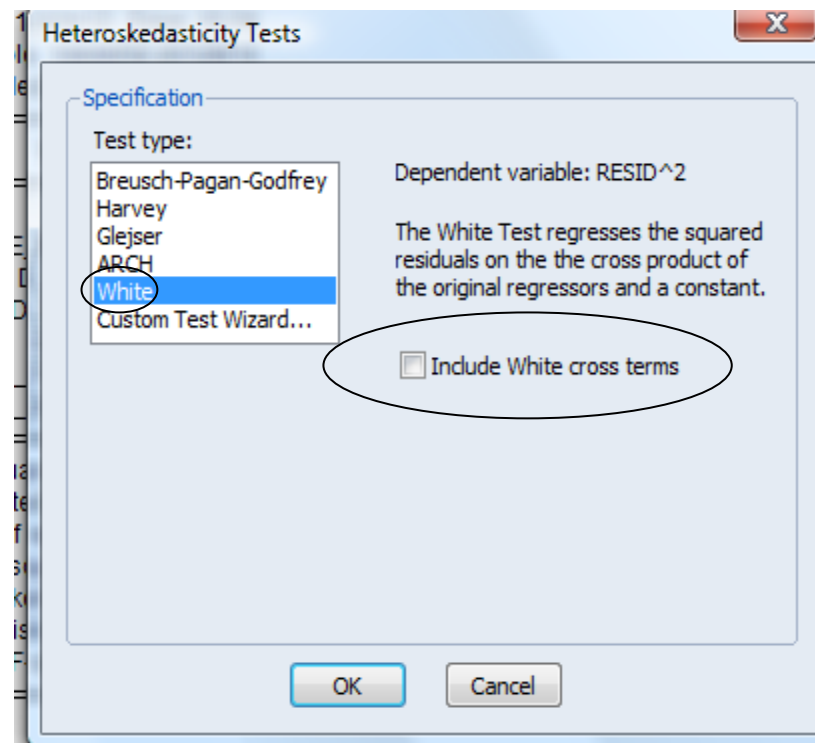 Heteroskedasticity Tests
Specification
Test type:
Breusch-Pagan-Godfrey
Harvey
Glejser
ARCH
White
Custom Test Wizard...
Dependent variable: RESID^2
The White Test regresses the squared
residuals on the the cross product of
the original regressors and a constant.
Include White cross terms
OK
Cancel